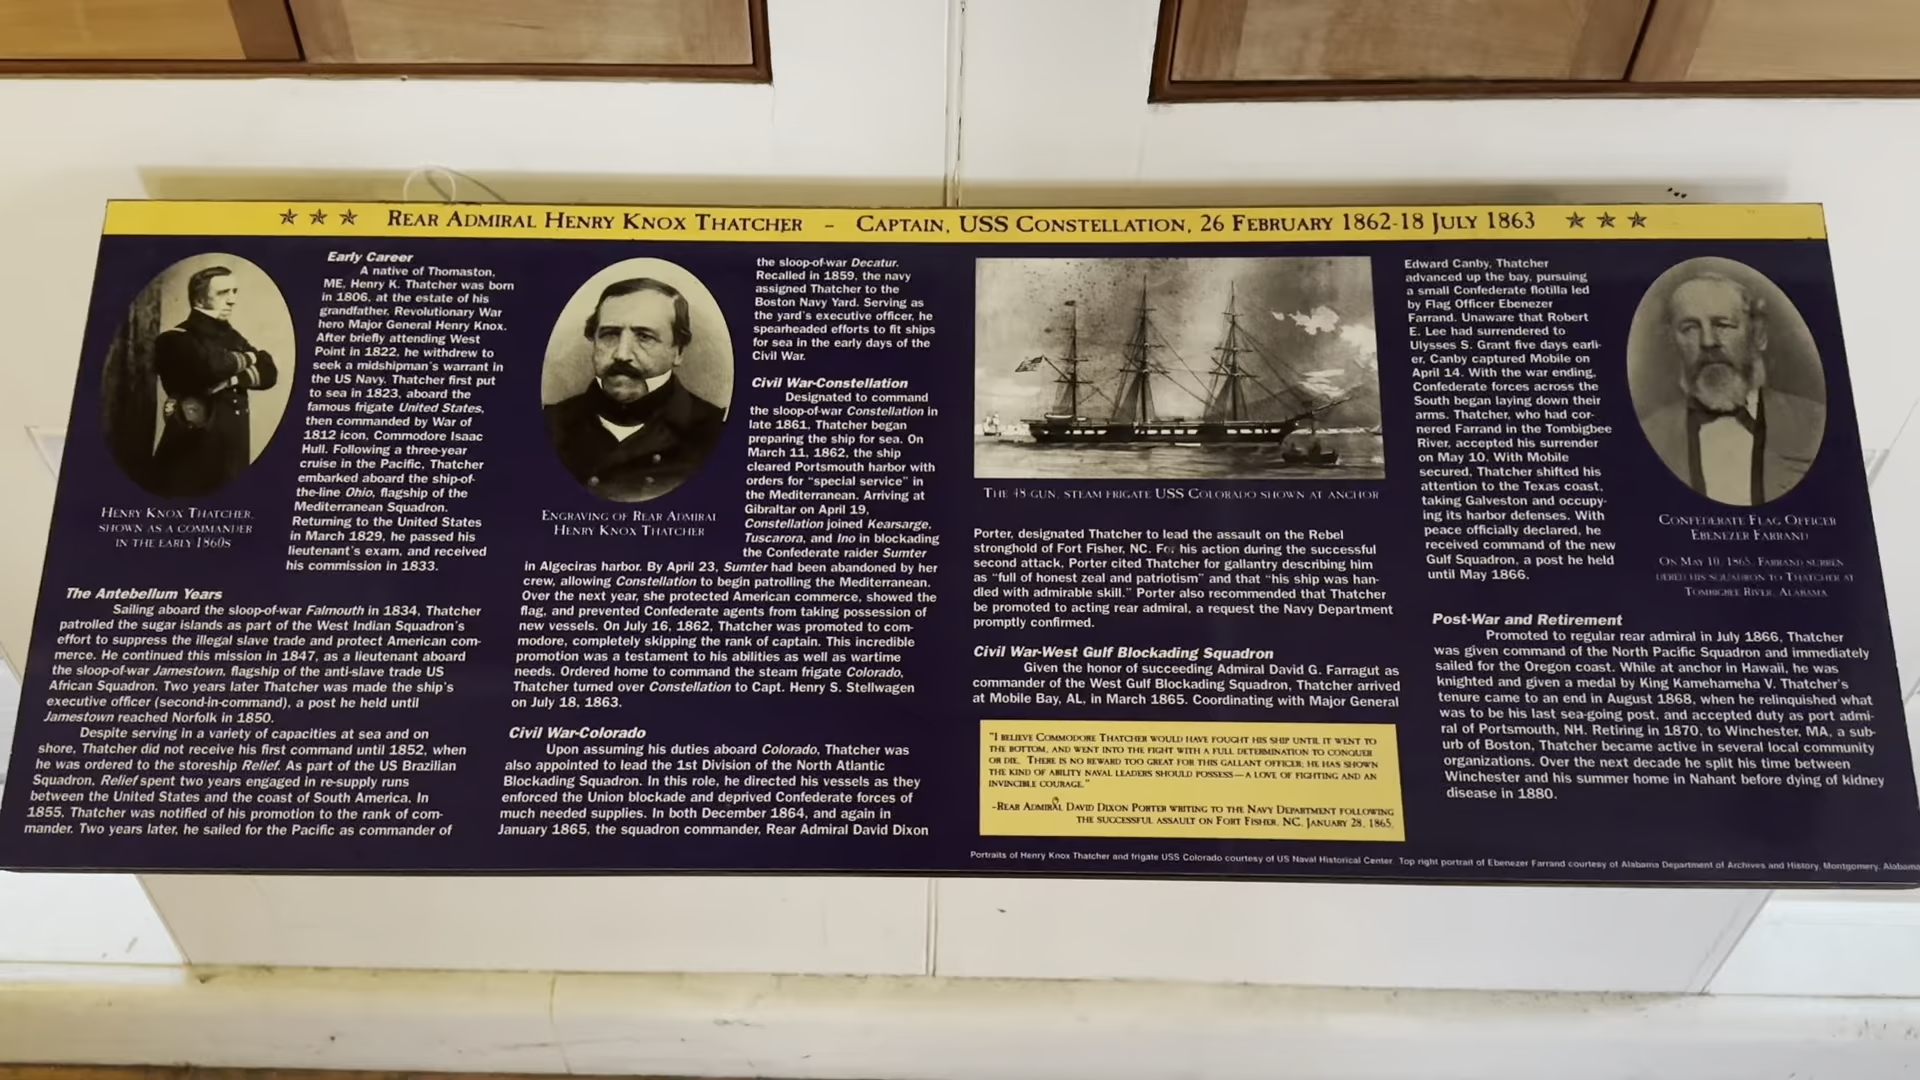 REAR ADMIRAL HENRY KNOX THATCHER - CAPTAIN, USS CONSTELLATION, 26 FEBRUARY 1862-18 JULY 1863
HENRY KNOX THATCHER,
SHOWN AS A COMMANDER
IN THE EARLY 1860S
Early Career
A native of Thomaston,
ME, Henry K. Thatcher was born
in 1806, at the estate of his
grandfather, Revolutionary War
hero Major General Henry Knox.
After briefly attending West
Point in 1822, he withdrew to
seek a midshipman's warrant in
the US Navy. Thatcher first put
to sea in 1823, aboard the
famous frigate United States,
then commanded by War of
1812 icon, Commodore Isaac
Hull. Following a three-year
cruise in the Pacific, Thatcher
embarked aboard the ship-of-
the-line Ohio, flagship of the
Mediterranean Squadron.
Returning to the United States
in March 1829, he passed his
lieutenant's exam, and received
his commission in 1833.
The Antebellum Years
Sailing aboard the sloop-of-war Falmouth in 1834, Thatcher
patrolled the sugar islands as part of the West Indian Squadron's
effort to suppress the illegal slave trade and protect American com-
merce. He continued this mission in 1847, as a lieutenant aboard
the sloop-of-war Jamestown, flagship of the anti-slave trade US
African Squadron. Two years later Thatcher was made the ship's
executive officer (second-in-command), a post he held until
Jamestown reached Norfolk in 1850.
Despite serving in a variety of capacities at sea and on
shore, Thatcher did not receive his first command until 1852, when
he was ordered to the storeship Relief. As part of the US Brazilian
Squadron, Relief spent two years engaged in re-supply runs
between the United States and the coast of South America. In
1855, Thatcher was notified of his promotion to the rank of com-
mander. Two years later, he sailed for the Pacific as commander of
ENGRAVING OF REAR ADMIRAL
HENRY KNOX THATCHER
the sloop-of-war Decatur.
Recalled in 1859, the navy
assigned Thatcher to the
Boston Navy Yard. Serving as
the yard's executive officer, he
spearheaded efforts to fit ships
for sea in the early days of the
Civil War.
Civil War-Constellation
Designated to command
the sloop-of-war Constellation in
late 1861, Thatcher began
preparing the ship for sea. On
March 11, 1862, the ship
cleared Portsmouth harbor with
orders for "special service" in
the Mediterranean. Arriving at
Gibraltar on April 19,
Constellation joined Kearsarge,
Tuscarora, and Ino in blockading
the Confederate raider Sumter
in Algeciras harbor. By April 23, Sumter had been abandoned by her
crew, allowing Constellation to begin patrolling the Mediterranean.
Over the next year, she protected American commerce, showed the
flag, and prevented Confederate agents from taking possession of
new vessels. On July 16, 1862, Thatcher was promoted to com-
modore, completely skipping the rank of captain. This incredible
promotion was a testament to his abilities as well as wartime
needs. Ordered home to command the steam frigate Colorado,
Thatcher turned over Constellation to Capt. Henry S. Stellwagen
on July 18, 1863.
Civil War-Colorado
Upon assuming his duties aboard Colorado, Thatcher was
also appointed to lead the 1st Division of the North Atlantic
Blockading Squadron. In this role, he directed his vessels as they
enforced the Union blockade and deprived Confederate forces of
much needed supplies. In both December 1864, and again in
January 1865, the squadron commander, Rear Admiral David Dixon
THE 48-GUN, STEAM FRIGATE USS COLORADO SHOWN AT ANCHOR
Porter, designated Thatcher to lead the assault on the Rebel
stronghold of Fort Fisher, NC. For his action during the successful
second attack, Porter cited Thatcher for gallantry describing him
as "full of honest zeal and patriotism" and that "his ship was han-
dled with admirable skill." Porter also recommended that Thatcher
be promoted to acting rear admiral, a request the Navy Department
promptly confirmed.
Civil War-West Gulf Blockading Squadron
Given the honor of succeeding Admiral David G. Farragut as
commander of the West Gulf Blockading Squadron, Thatcher arrived
at Mobile Bay, AL, in March 1865. Coordinating with Major General
"I BELIEVE COMMODORE THATCHER WOULD HAVE FOUGHT HIS SHIP UNTIL IT WENT TO
THE BOTTOM, AND WENT INTO THE FIGHT WITH A FULL DETERMINATION TO CONQUER
OR DIE. THERE IS NO REWARD TOO GREAT FOR THIS GALLANT OFFICER; HE HAS SHOWN
THE KIND OF ABILITY NAVAL LEADERS SHOULD POSSESS—A LOVE OF FIGHTING AND AN
INVINCIBLE COURAGE."
-REAR ADMIRAL DAVID DIXON PORTER WRITING TO THE NAVY DEPARTMENT FOLLOWING
THE SUCCESSFUL ASSAULT ON FORT FISHER, NC, JANUARY 28, 1865.
Edward Canby, Thatcher
advanced up the bay, pursuing
a small Confederate flotilla led
by Flag Officer Ebenezer
Farrand. Unaware that Robert
E. Lee had surrendered to
Ulysses S. Grant five days earli-
er, Canby captured Mobile on
April 14. With the war ending,
Confederate forces across the
South began laying down their
arms. Thatcher, who had cor-
nered Farrand in the Tombigbee
River, accepted his surrender
on May 10. With Mobile
secured, Thatcher shifted his
attention to the Texas coast,
taking Galveston and occupy-
ing its harbor defenses. With
peace officially declared, he
received command of the new
Gulf Squadron, a post he held
until May 1866.
CONFEDERATE FLAG OFFICER
EBENEZER FARRAND
ON MAY 10, 1865, FARRAND SURREN-
DERED HIS SQUADRON TO THATCHER AT
TOMBIGBEE RIVER, ALABAMA
Post-War and Retirement
Promoted to regular rear admiral in July 1866, Thatcher
was given command of the North Pacific Squadron and immediately
sailed for the Oregon coast. While at anchor in Hawaii, he was
knighted and given a medal by King Kamehameha V. Thatcher's
tenure came to an end in August 1868, when he relinquished what
was to be his last sea-going post, and accepted duty as port admi-
ral of Portsmouth, NH. Retiring in 1870, to Winchester, MA, a sub-
urb of Boston, Thatcher became active in several local community
organizations. Over the next decade he split his time between
Winchester and his summer home in Nahant before dying of kidney
disease in 1880.
Portraits of Henry Knox Thatcher and frigate USS Colorado courtesy of US Naval Historical Center. Top right portrait of Ebenezer Farrand courtesy of Alabama Department of Archives and History, Montgomery, Alabama